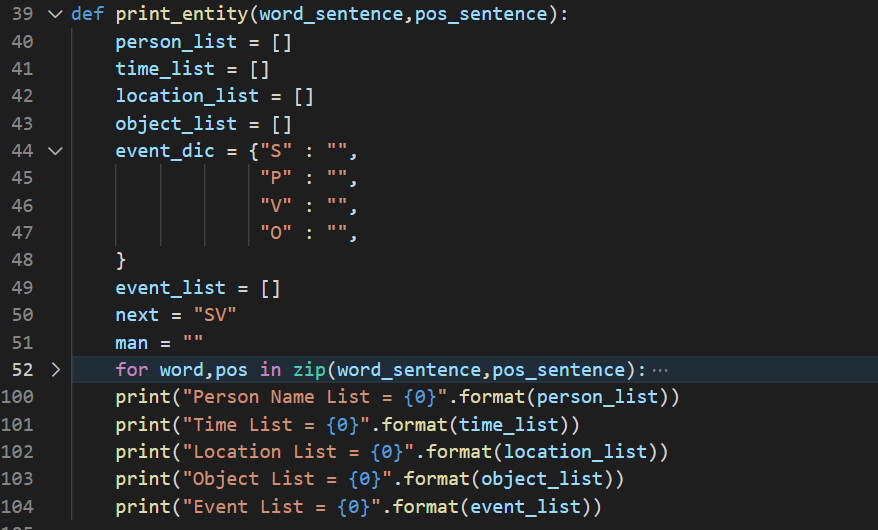 39 def print_entity(word_sentence,pos_sentence):
40     person_list = []
41     time_list = []
42     location_list = []
43     object_list = []
44     event_dic = {"S" : "",
45                  "P" : "",
46                  "V" : "",
47                  "O" : "",
48     }
49     event_list = []
50     next = "SV"
51     man = ""
52     for word,pos in zip(word_sentence,pos_sentence):···
100     print("Person Name List = {0}".format(person_list))
101     print("Time List = {0}".format(time_list))
102     print("Location List = {0}".format(location_list))
103     print("Object List = {0}".format(object_list))
104     print("Event List = {0}".format(event_list))